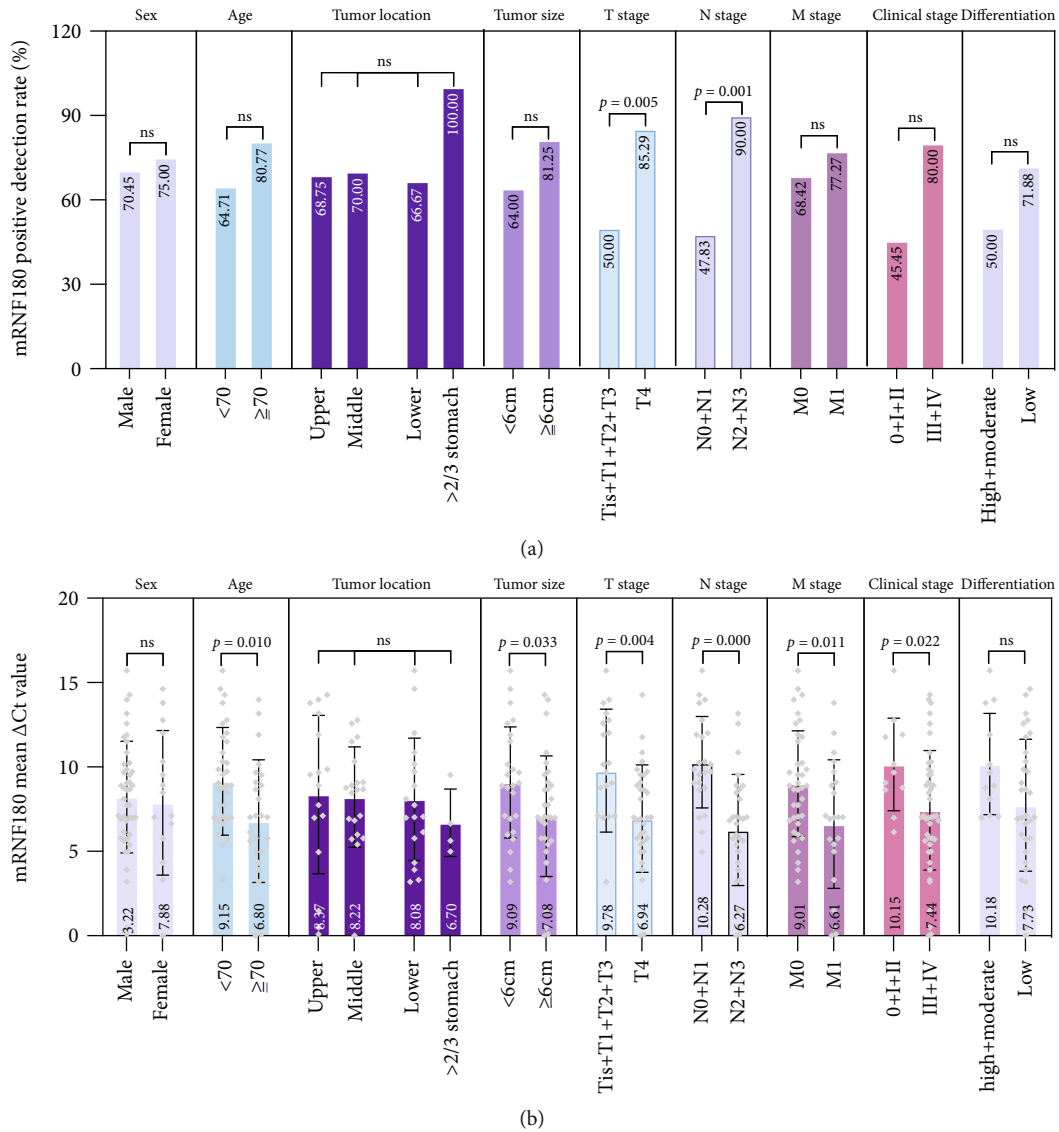 Sex Age Tumor location Tumor size T stage N stage M stage Clinical stage Differentiation
mRNF180 positive detection rate (%)
120
90
60
30
0
ns ns ns ns p = 0.005 p = 0.001 ns ns ns
70.45 75.00 64.71 80.77 68.75 70.00 66.67 100.00 64.00 81.25 50.00 85.29 47.83 90.00 68.42 77.27 45.45 80.00 50.00 71.88
Male Female <70 ≥70 Upper Middle Lower >2/3 stomach <6cm ≥6cm Tis+T1+T2+T3 T4 N0+N1 N2+N3 M0 M1 0+I+II III+IV High+moderate Low
(a)
Sex Age Tumor location Tumor size T stage N stage M stage Clinical stage Differentiation
mRNF180 mean ΔCt value
20
15
10
5
0
ns p = 0.010 ns p = 0.033 p = 0.004 p = 0.000 p = 0.011 p = 0.022 ns
3.22 7.88 9.15 6.80 8.37 8.22 8.08 6.70 9.09 7.08 9.78 6.94 10.28 6.27 9.01 6.61 10.15 7.44 10.18 7.73
Male Female <70 ≥70 Upper Middle Lower >2/3 stomach <6cm ≥6cm Tis+T1+T2+T3 T4 N0+N1 N2+N3 M0 M1 0+I+II III+IV high+moderate Low
(b)